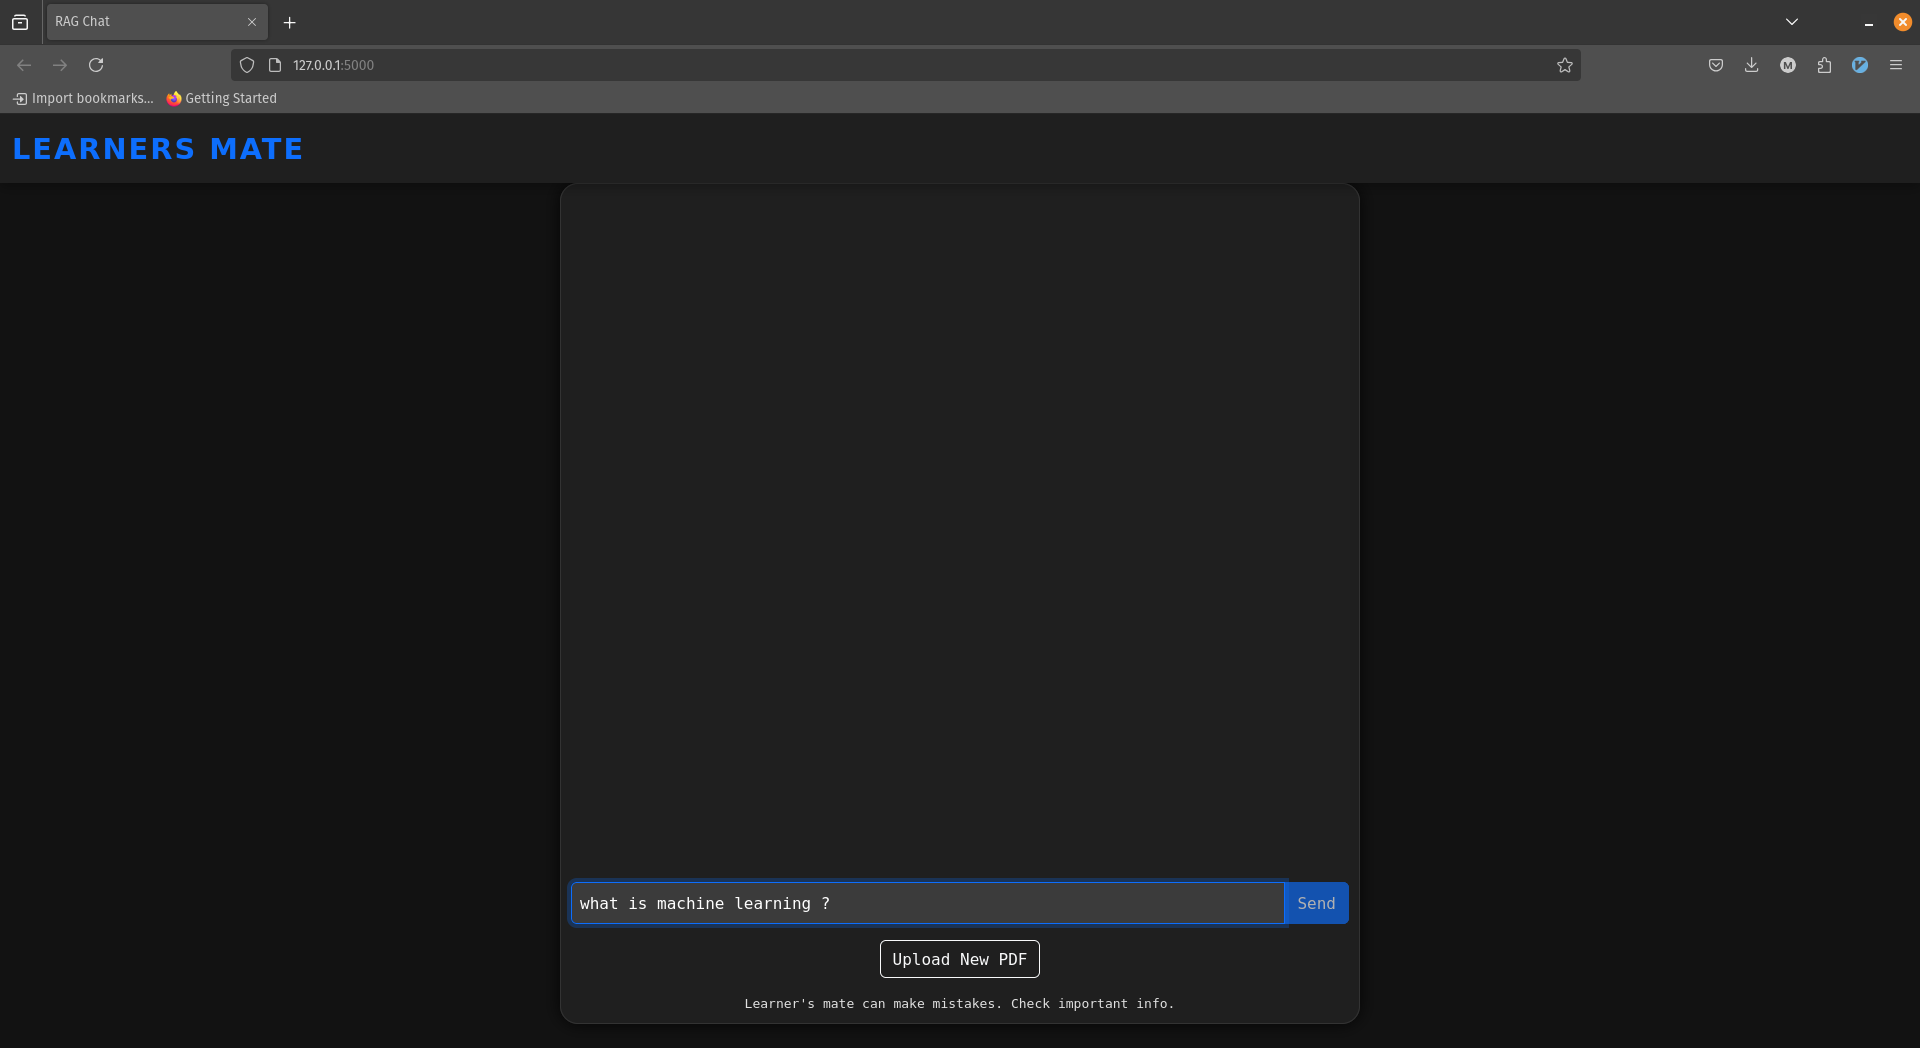 RAG Chat
127.0.0.1:5000
Import bookmarks...
Getting Started
LEARNERS MATE
what is machine learning ?
Send
Upload New PDF
Learner's mate can make mistakes. Check important info.